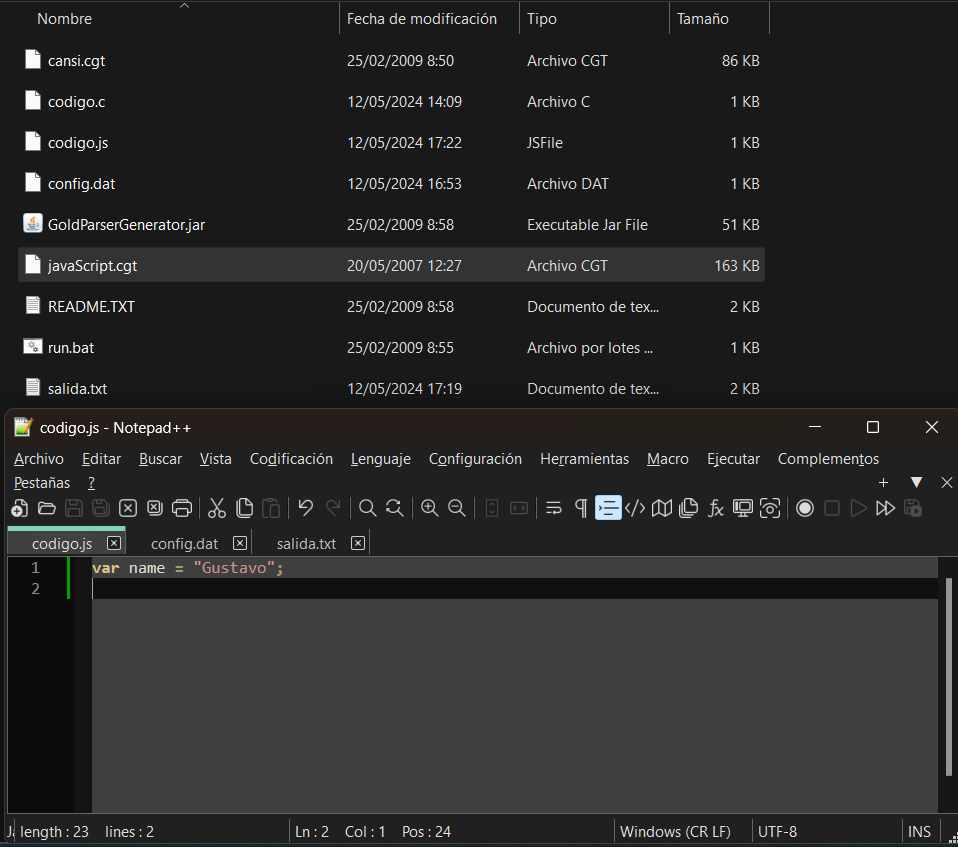 Nombre Fecha de modificación Tipo Tamaño
cansi.cgt 25/02/2009 8:50 Archivo CGT 86 KB
codigo.c 12/05/2024 14:09 Archivo C 1 KB
codigo.js 12/05/2024 17:22 JSFile 1 KB
config.dat 12/05/2024 16:53 Archivo DAT 1 KB
GoldParserGenerator.jar 25/02/2009 8:58 Executable Jar File 51 KB
javaScript.cgt 20/05/2007 12:27 Archivo CGT 163 KB
README.TXT 25/02/2009 8:58 Documento de tex... 2 KB
run.bat 25/02/2009 8:55 Archivo por lotes ... 1 KB
salida.txt 12/05/2024 17:19 Documento de tex... 2 KB
codigo.js - Notepad++
Archivo Editar Buscar Vista Codificación Lenguaje Configuración Herramientas Macro Ejecutar Complementos
Pestañas ?
codigo.js config.dat salida.txt
1 var name = "Gustavo";
2
length : 23 lines : 2 Ln : 2 Col : 1 Pos : 24 Windows (CR LF) UTF-8 INS